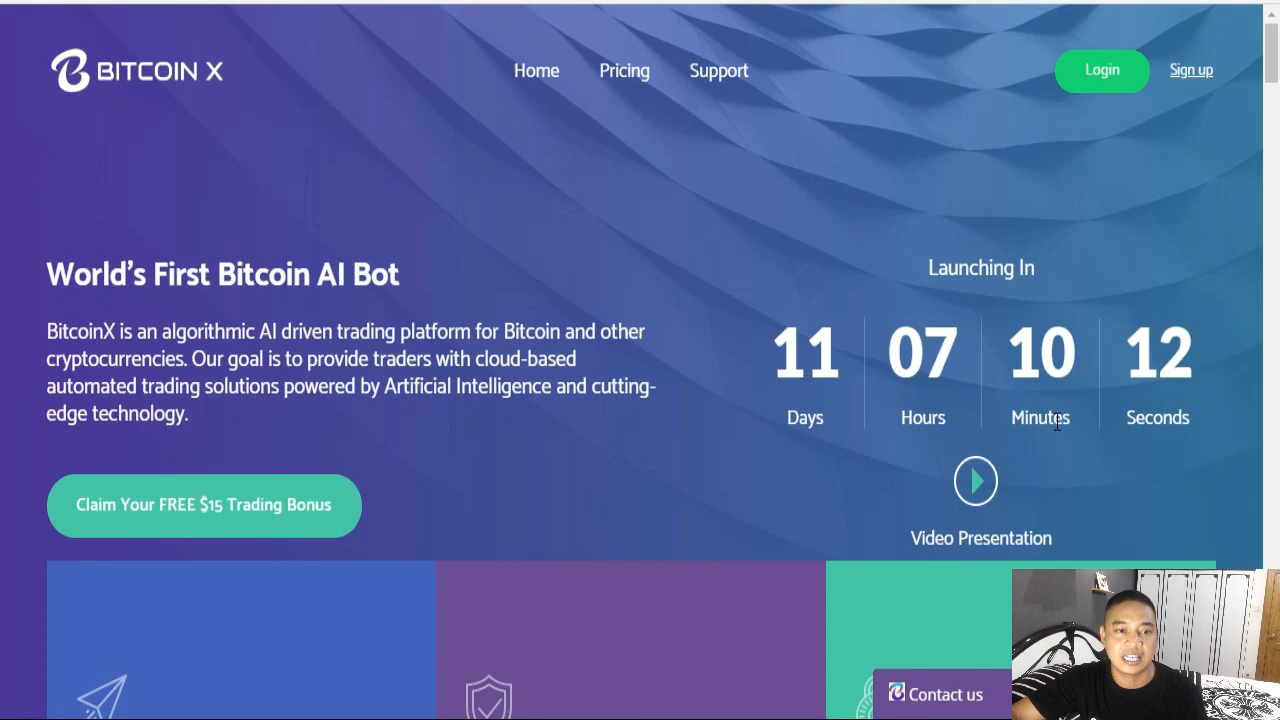 BITCOIN X
Home
Pricing
Support
Login
Sign up
World's First Bitcoin AI Bot
BitcoinX is an algorithmic AI driven trading platform for Bitcoin and other
cryptocurrencies. Our goal is to provide traders with cloud-based
automated trading solutions powered by Artificial Intelligence and cutting-
edge technology.
Claim Your FREE $15 Trading Bonus
Launching In
11 07 10 12
Days Hours Minutes Seconds
Video Presentation
Contact us